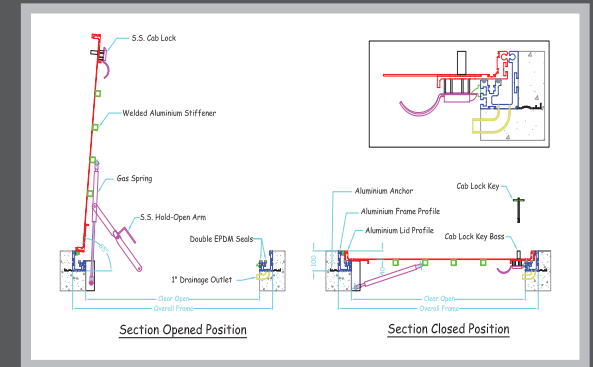 S.S. Cab Lock
Welded Aluminium Stiffener
Gas Spring
S.S. Hold-Open Arm
Double EPDM Seals
1" Drainage Outlet
85°
Clear Open
Overall Frame
Section Opened Position
Aluminium Anchor
Aluminium Frame Profile
Aluminium Lid Profile
Cab Lock Key
Cab Lock Key Boss
100
Clear Open
Overall Frame
Section Closed Position